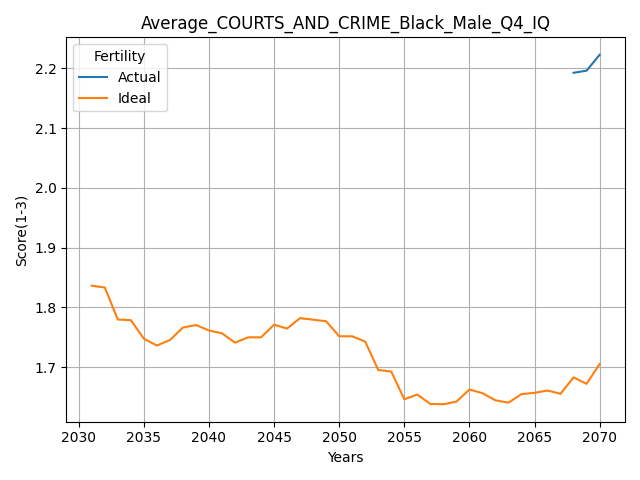 Average_COURTS_AND_CRIME_Black_Male_Q4_IQ
Fertility
Actual
Ideal
Score(1-3)
2.2
2.1
2.0
1.9
1.8
1.7
2030 2035 2040 2045 2050 2055 2060 2065 2070
Years